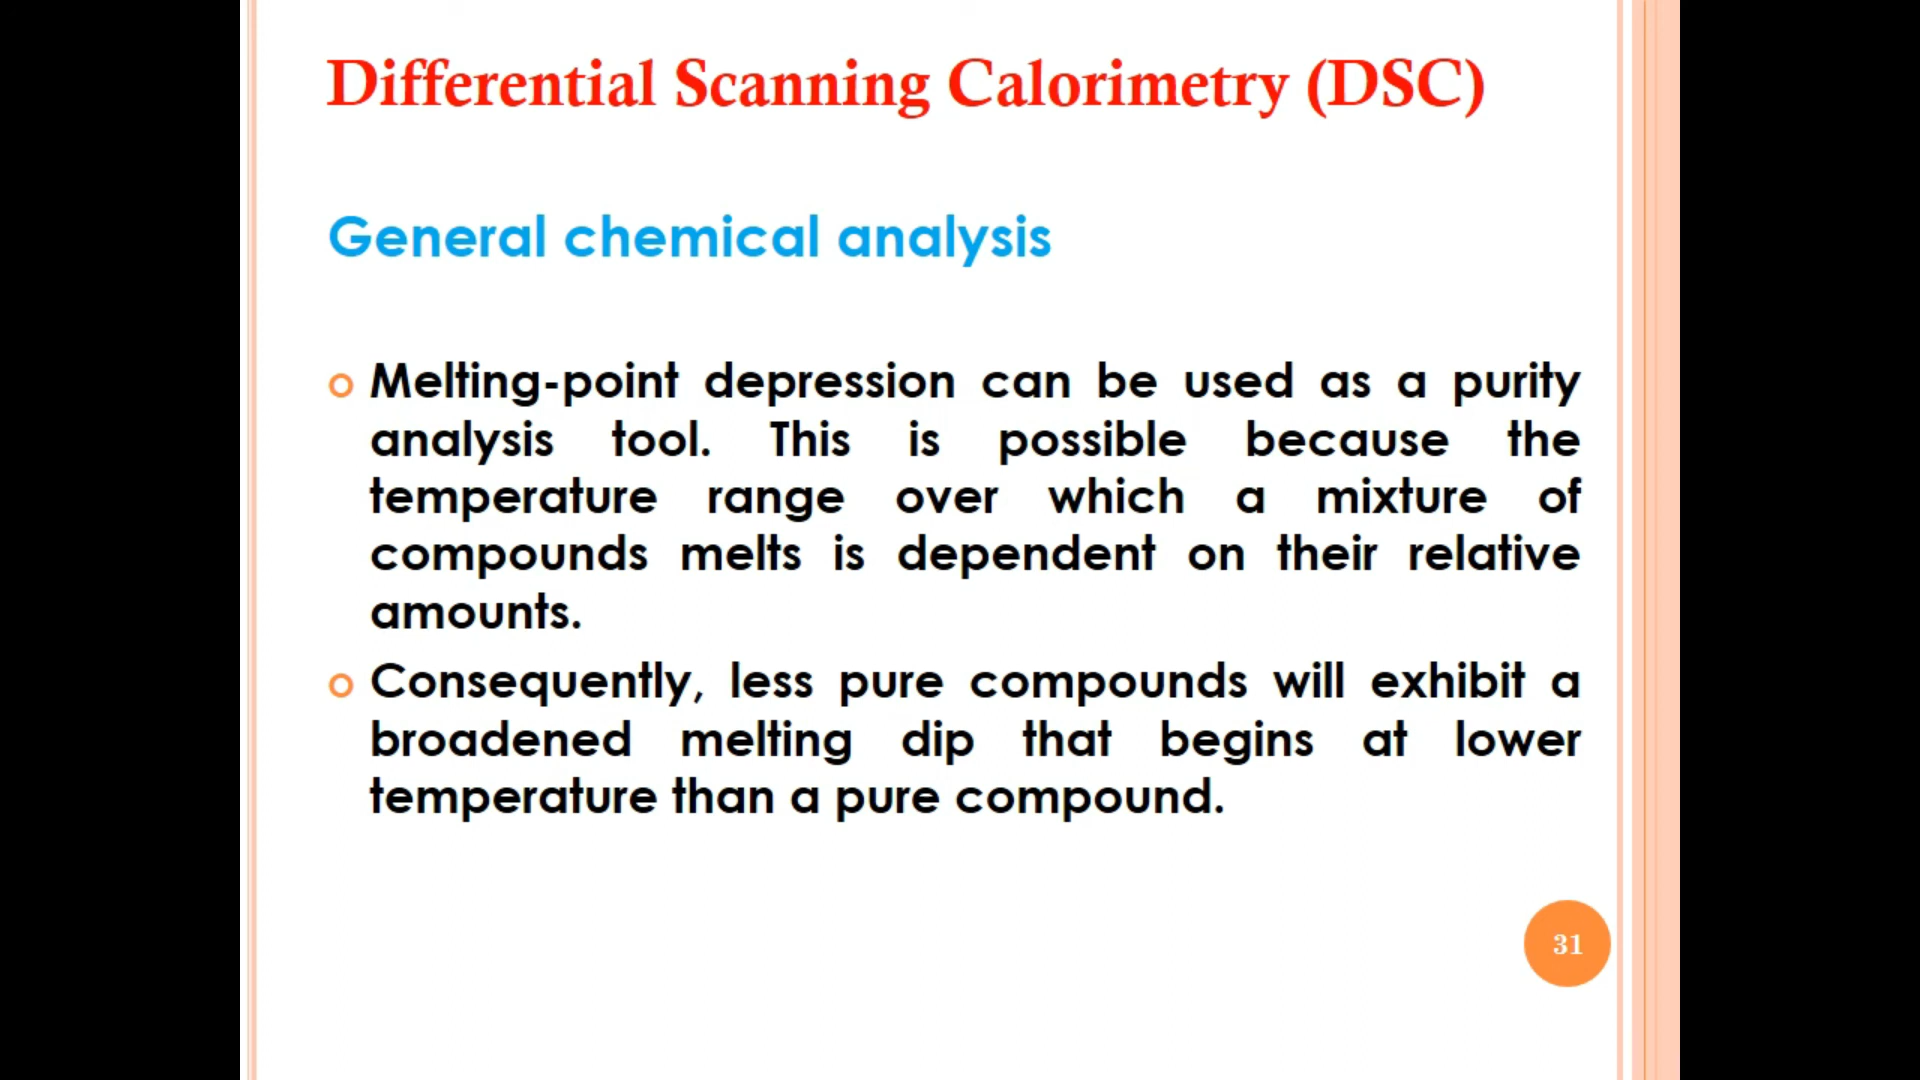 Differential Scanning Calorimetry (DSC)
General chemical analysis
Melting-point depression can be used as a purity
analysis tool. This is possible because the
temperature range over which a mixture of
compounds melts is dependent on their relative
amounts.
Consequently, less pure compounds will exhibit a
broadened melting dip that begins at lower
temperature than a pure compound.
31